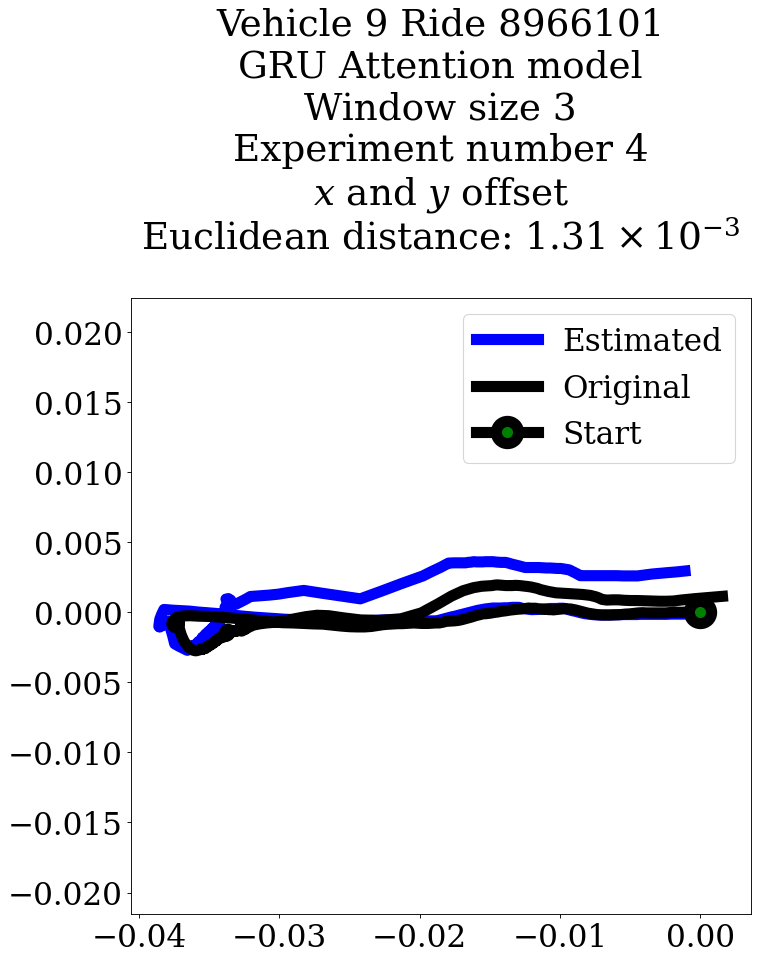 Vehicle 9 Ride 8966101
GRU Attention model
Window size 3
Experiment number 4
x and y offset
Euclidean distance: 1.31 × 10⁻³
Estimated
Original
Start
0.020
0.015
0.010
0.005
0.000
−0.005
−0.010
−0.015
−0.020
−0.04 −0.03 −0.02 −0.01 0.00